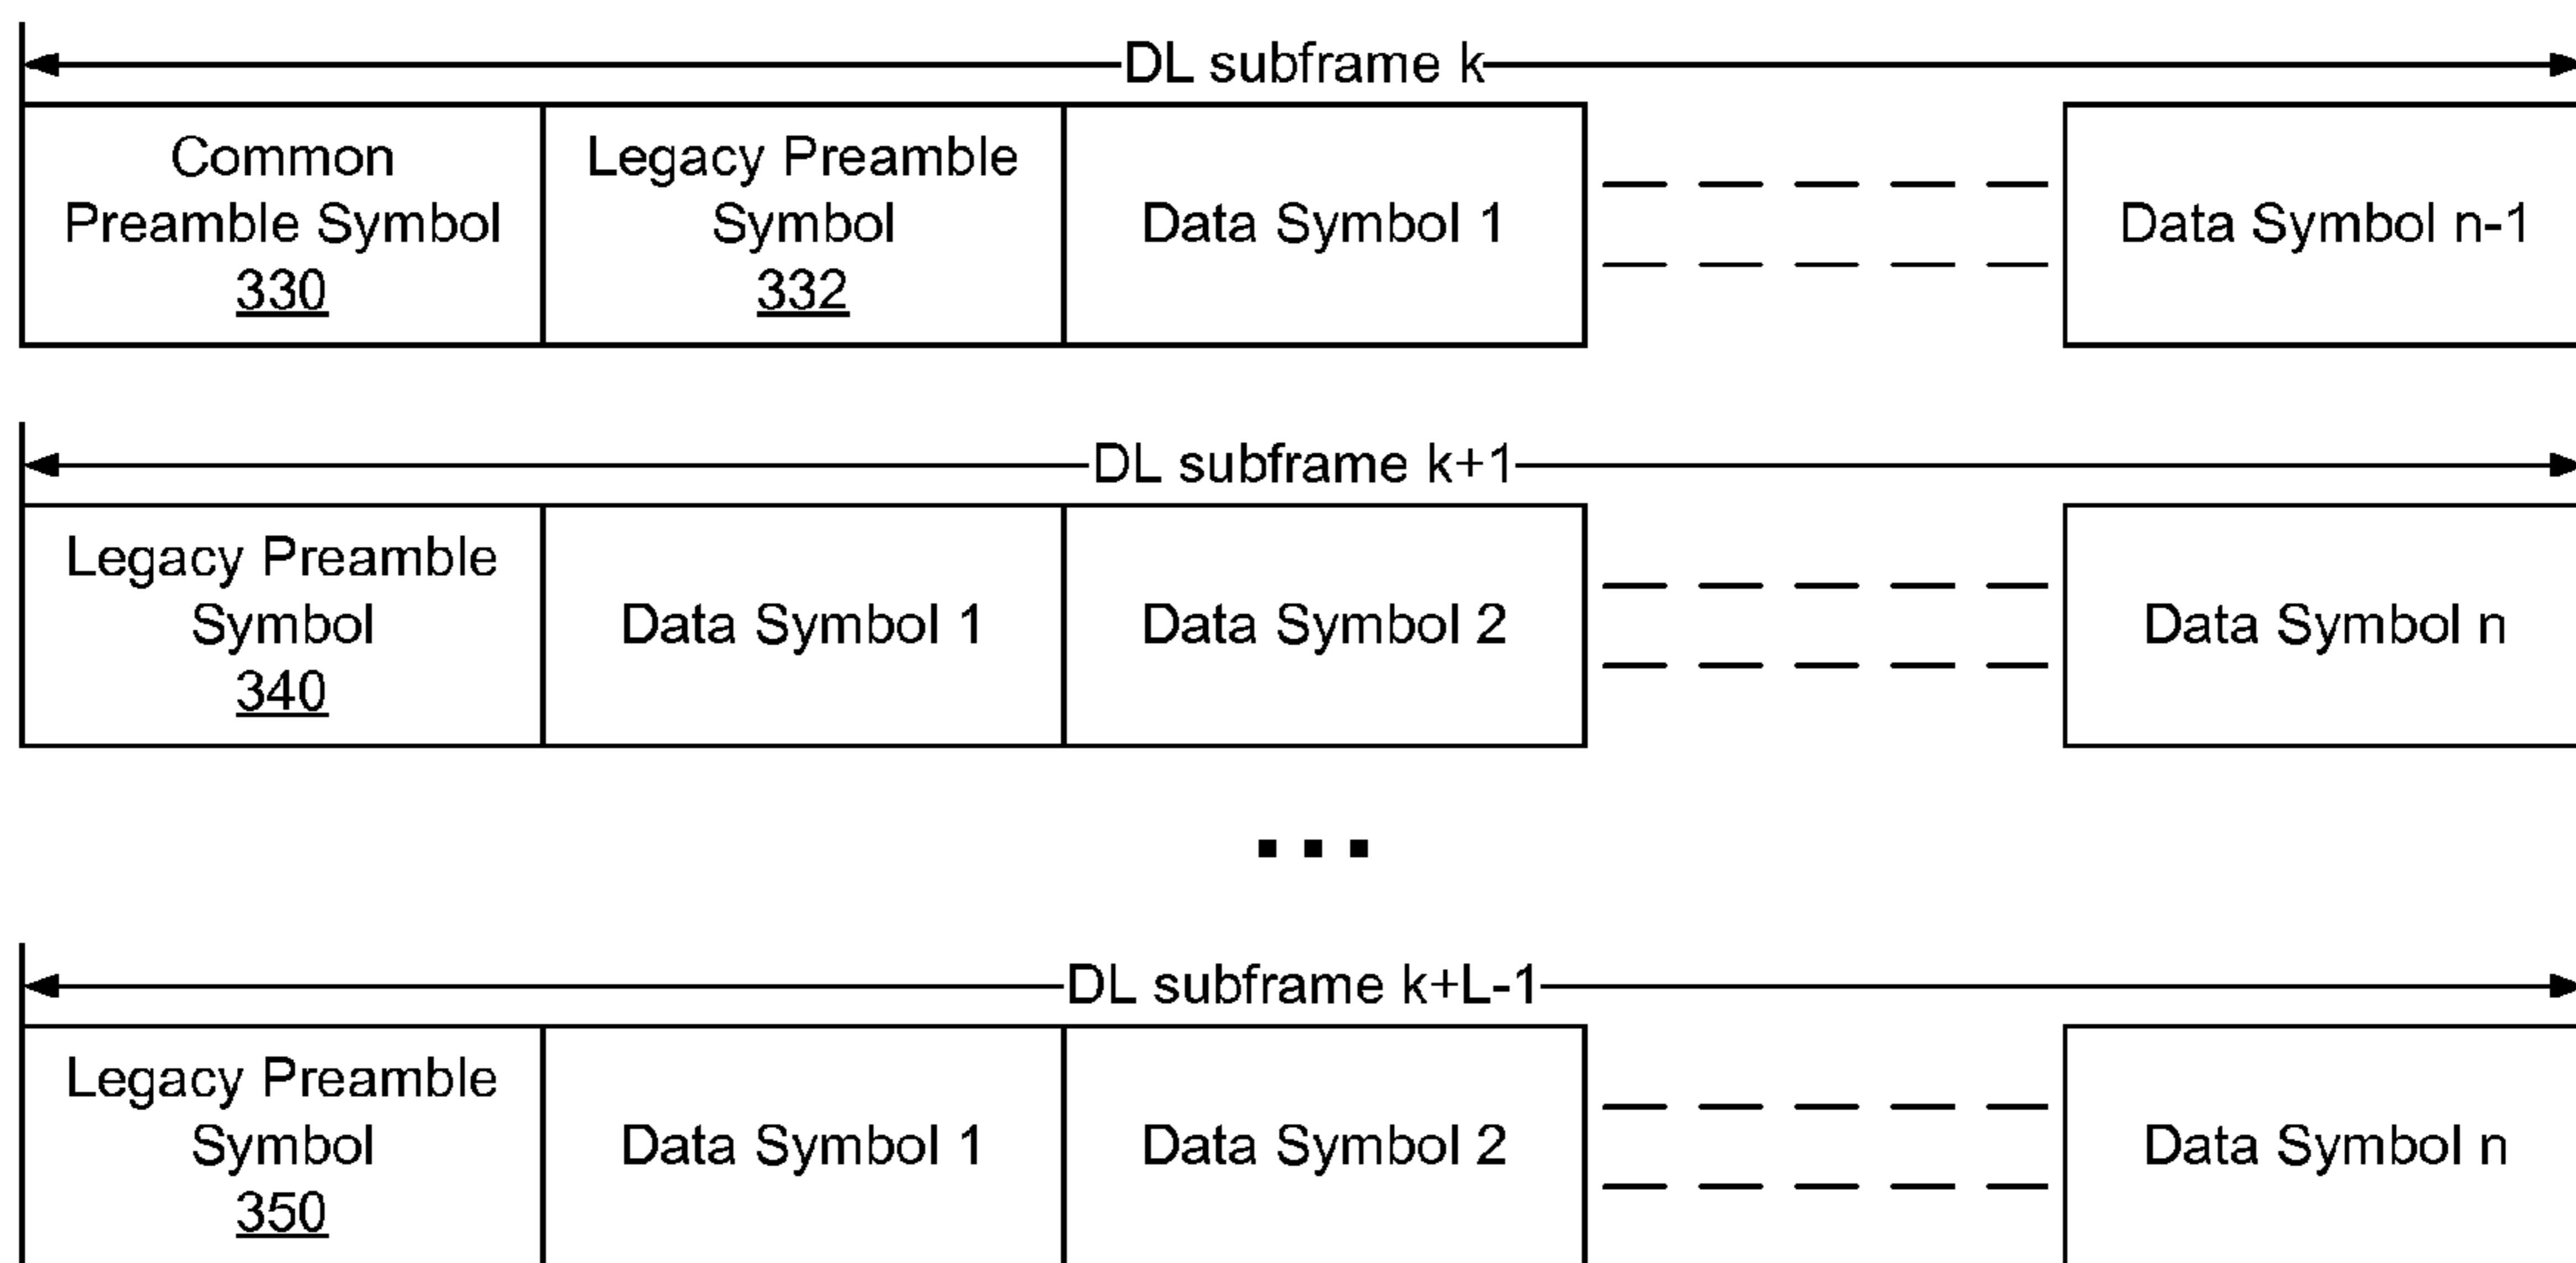 DL subframe k
Common
Preamble Symbol
330
Legacy Preamble
Symbol
332
Data Symbol 1
Data Symbol n-1
DL subframe k+1
Legacy Preamble
Symbol
340
Data Symbol 1
Data Symbol 2
Data Symbol n
...
DL subframe k+L-1
Legacy Preamble
Symbol
350
Data Symbol 1
Data Symbol 2
Data Symbol n